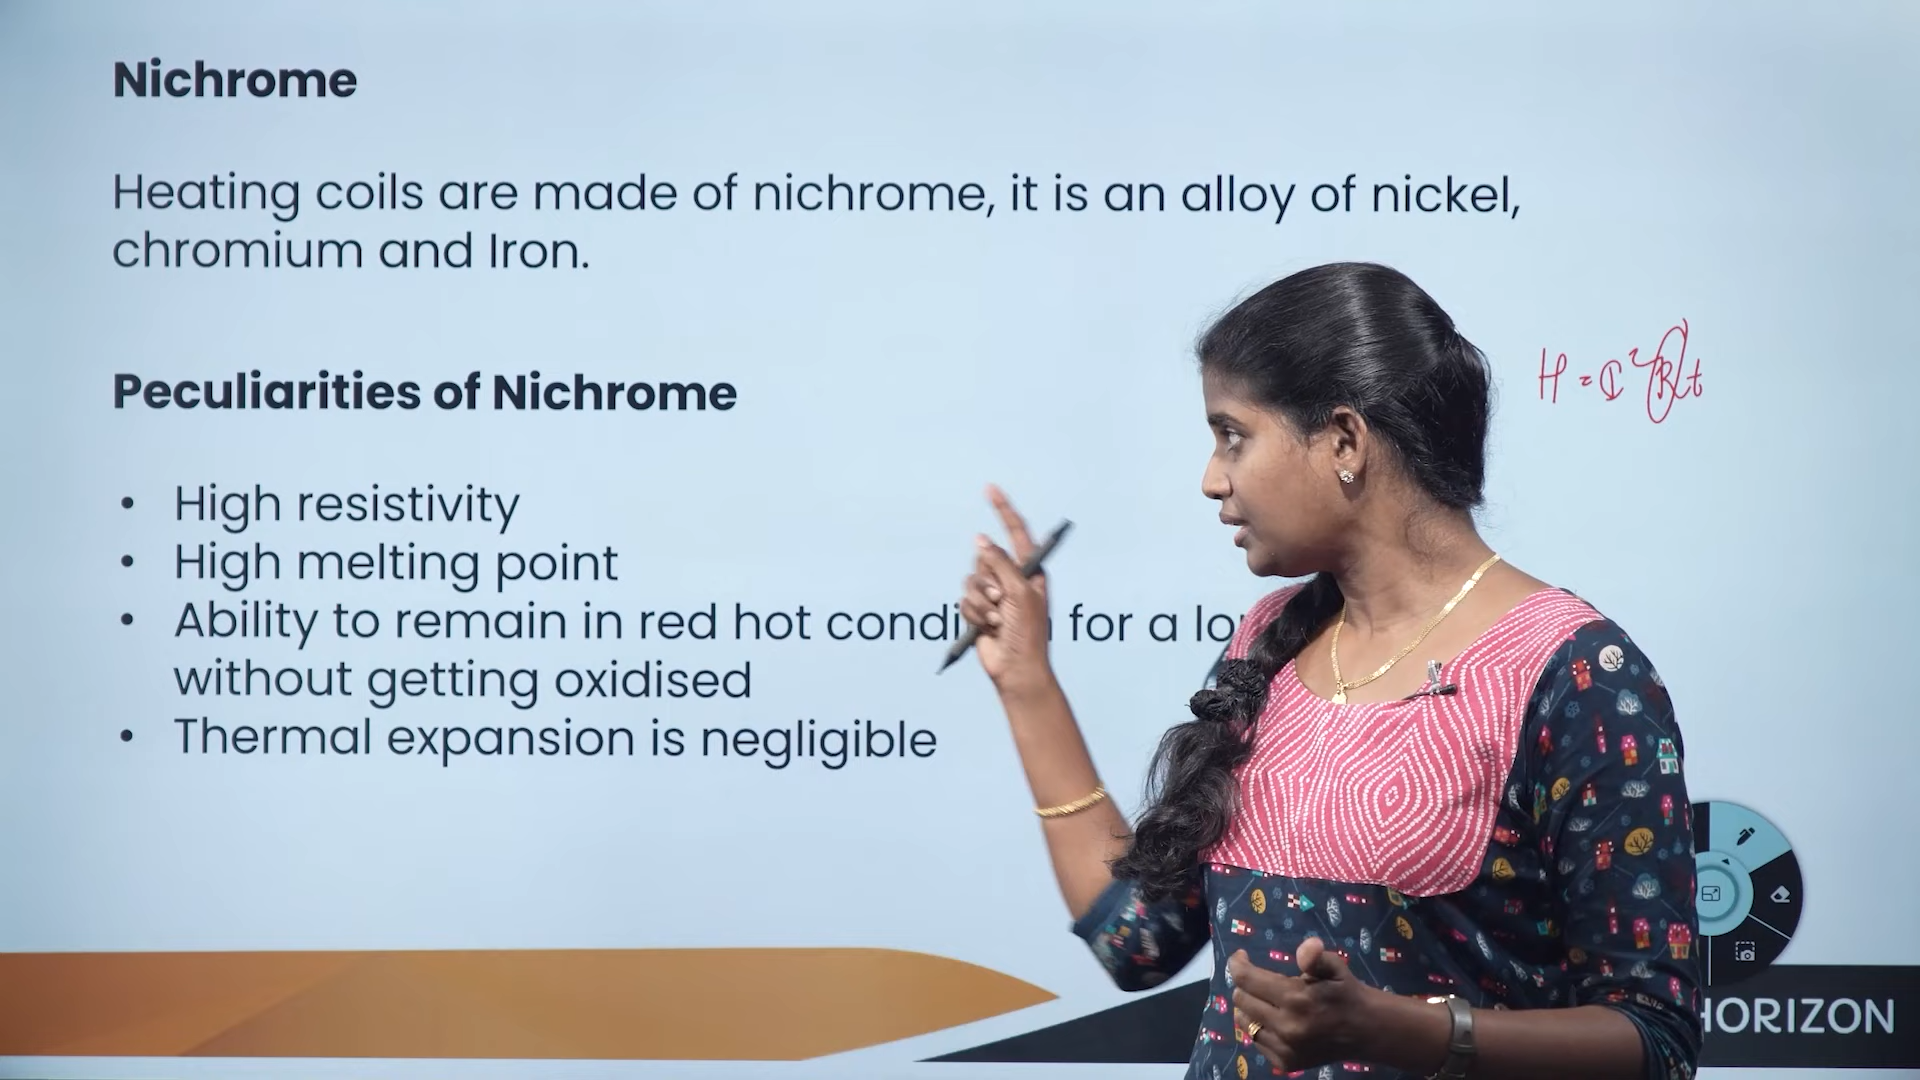 Nichrome
Heating coils are made of nichrome, it is an alloy of nickel,
chromium and Iron.
H = I²Rt
Peculiarities of Nichrome
• High resistivity
• High melting point
• Ability to remain in red hot for a
without getting oxidised
• Thermal expansion is negligible
HORIZON